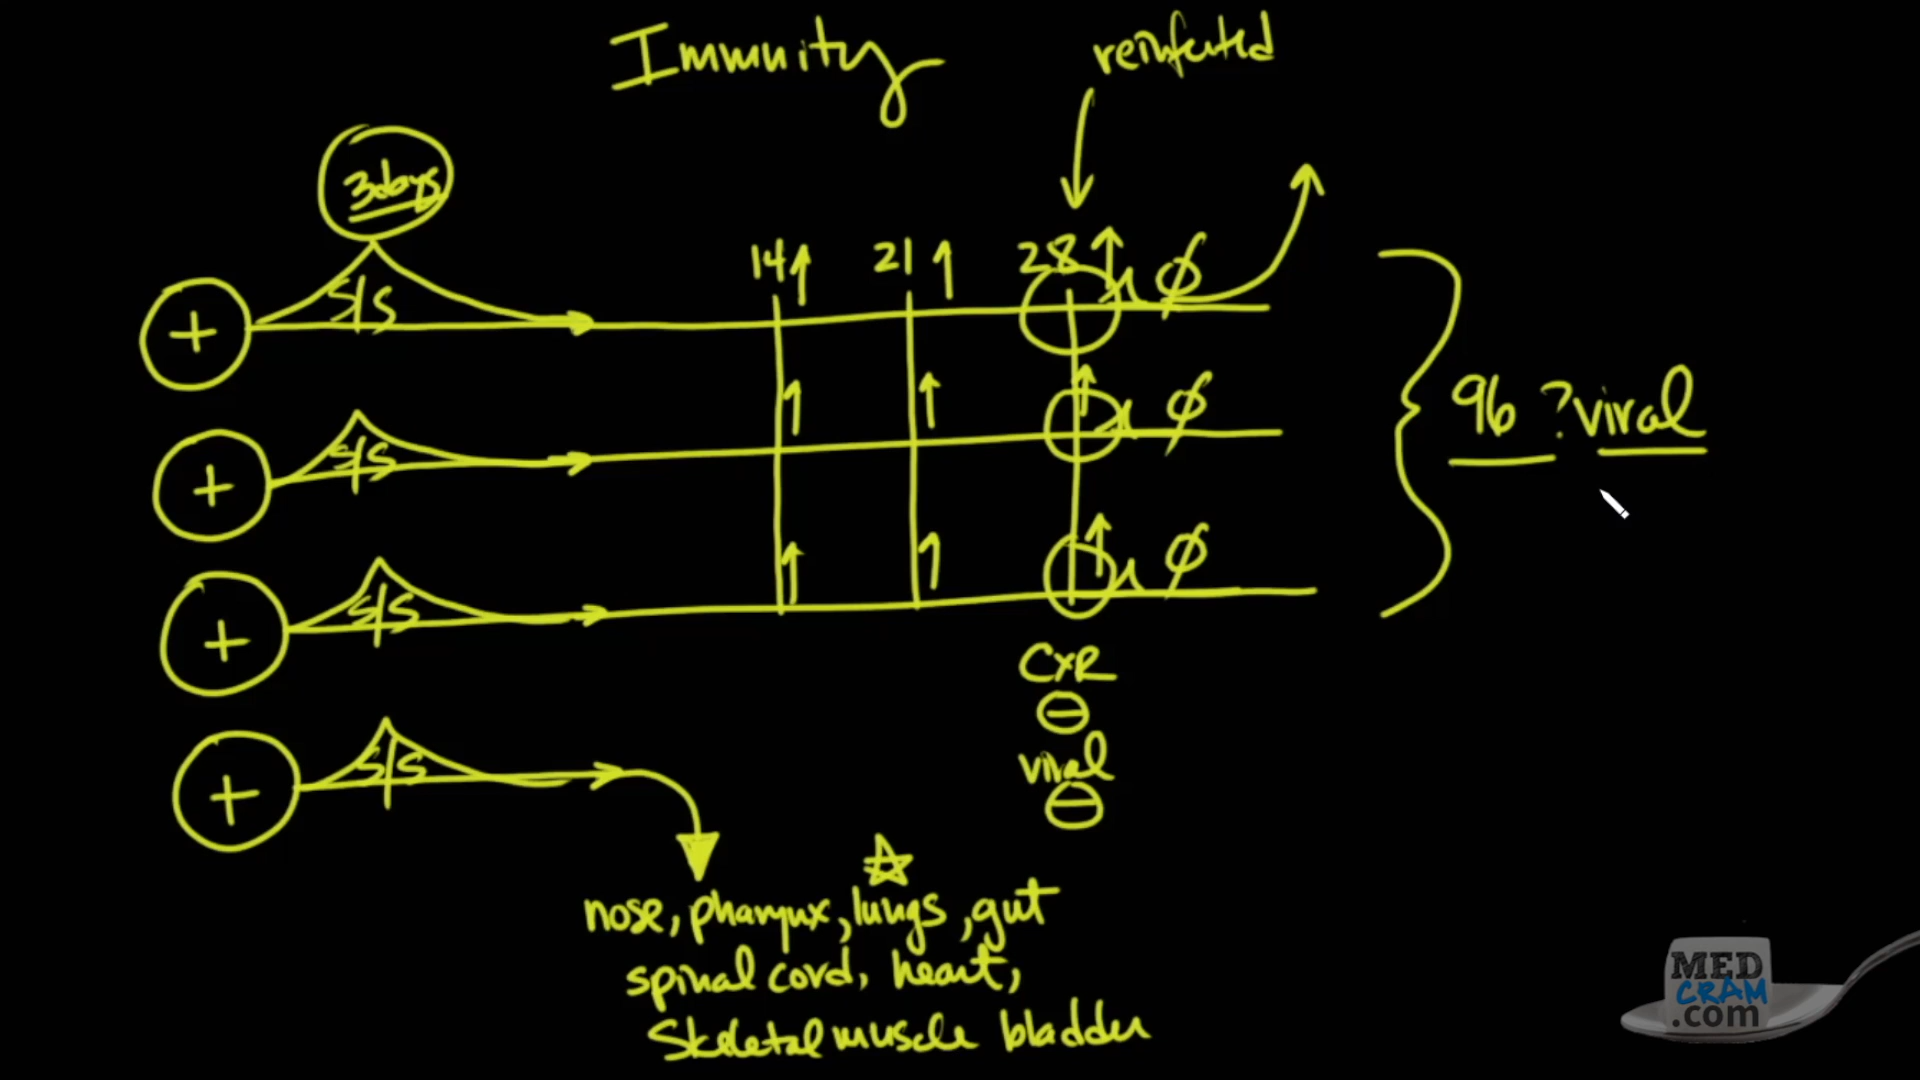 Immunity
reinfected
3days
14↑ 21↑ 28↑ Ø
+ S/S
↑ ↑ ↑ Ø
+ S/S
96 ?viral
↑ ↑ ↑ Ø
+ S/S
CXR
⊖
viral
⊖
+ S/S
nose, pharynx, lungs, gut
spinal cord, heart,
Skeletal muscle bladder
MED
CRAM
.com